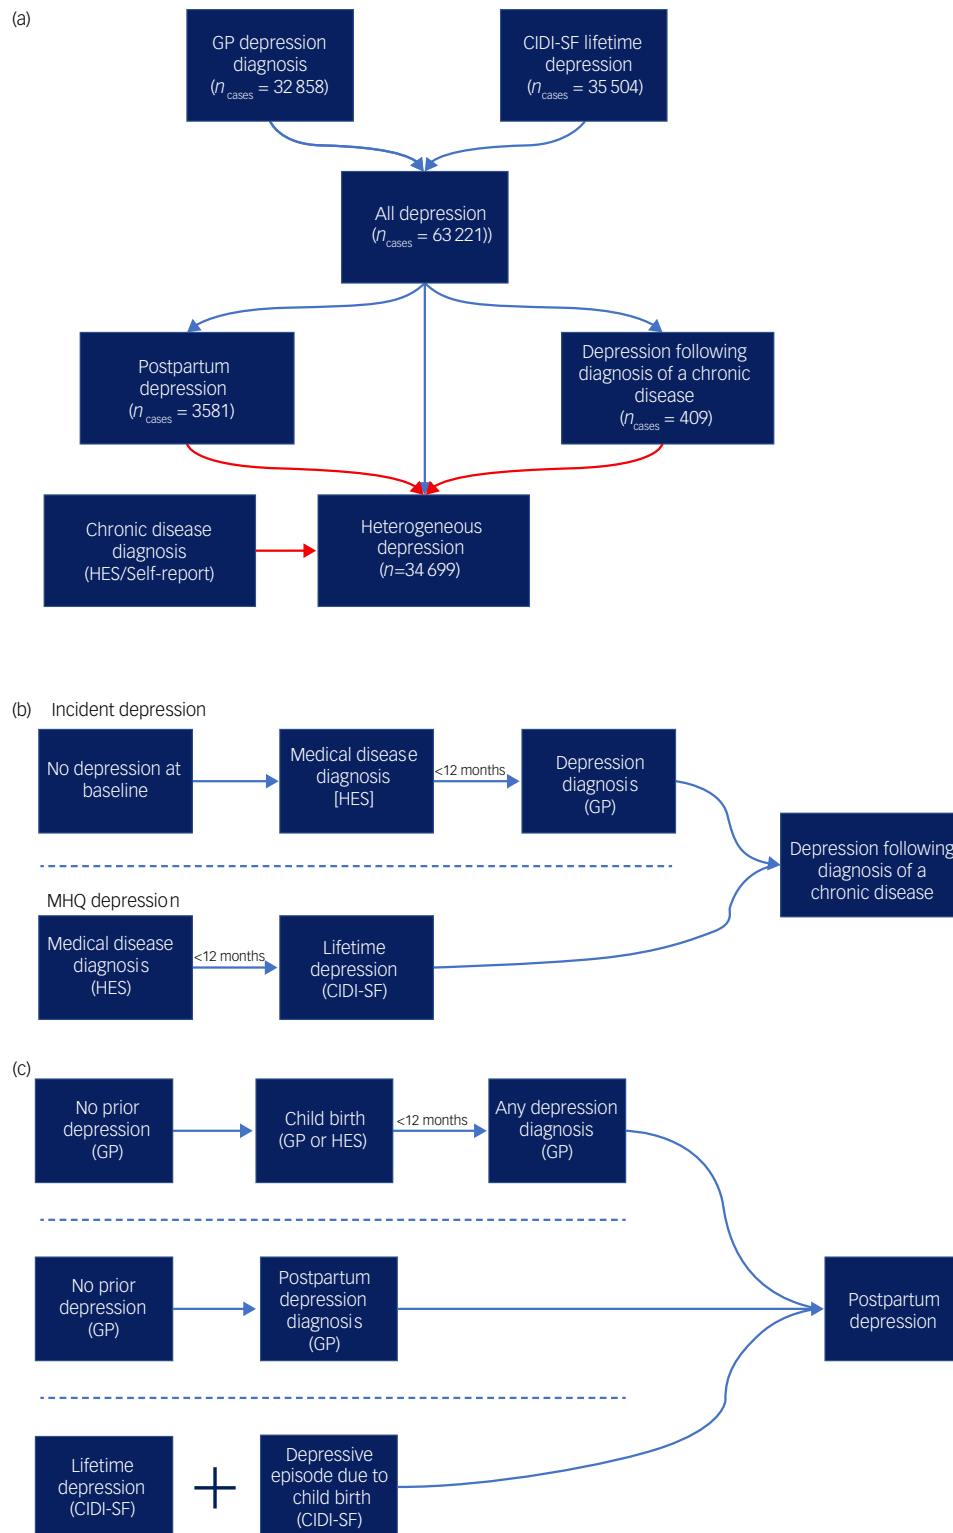 (a)
GP depression
diagnosis
(n cases = 32 858)
CIDI-SF lifetime
depression
(n cases = 35 504)
All depression
(n cases = 63 221))
Postpartum
depression
(n cases = 3581)
Depression following
diagnosis of a chronic
disease
(n cases = 409)
Chronic disease
diagnosis
(HES/Self-report)
Heterogeneous
depression
(n=34 699)
(b) Incident depression
No depression at
baseline
Medical disease
diagnosis
[HES]
<12 months
Depression
diagnosis
(GP)
Depression following
diagnosis of a
chronic disease
MHQ depression
Medical disease
diagnosis
(HES)
<12 months
Lifetime
depression
(CIDI-SF)
(c)
No prior
depression
(GP)
Child birth
(GP or HES)
<12 months
Any depression
diagnosis
(GP)
No prior
depression
(GP)
Postpartum
depression
diagnosis
(GP)
Postpartum
depression
Lifetime
depression
(CIDI-SF)
+
Depressive
episode due to
child birth
(CIDI-SF)